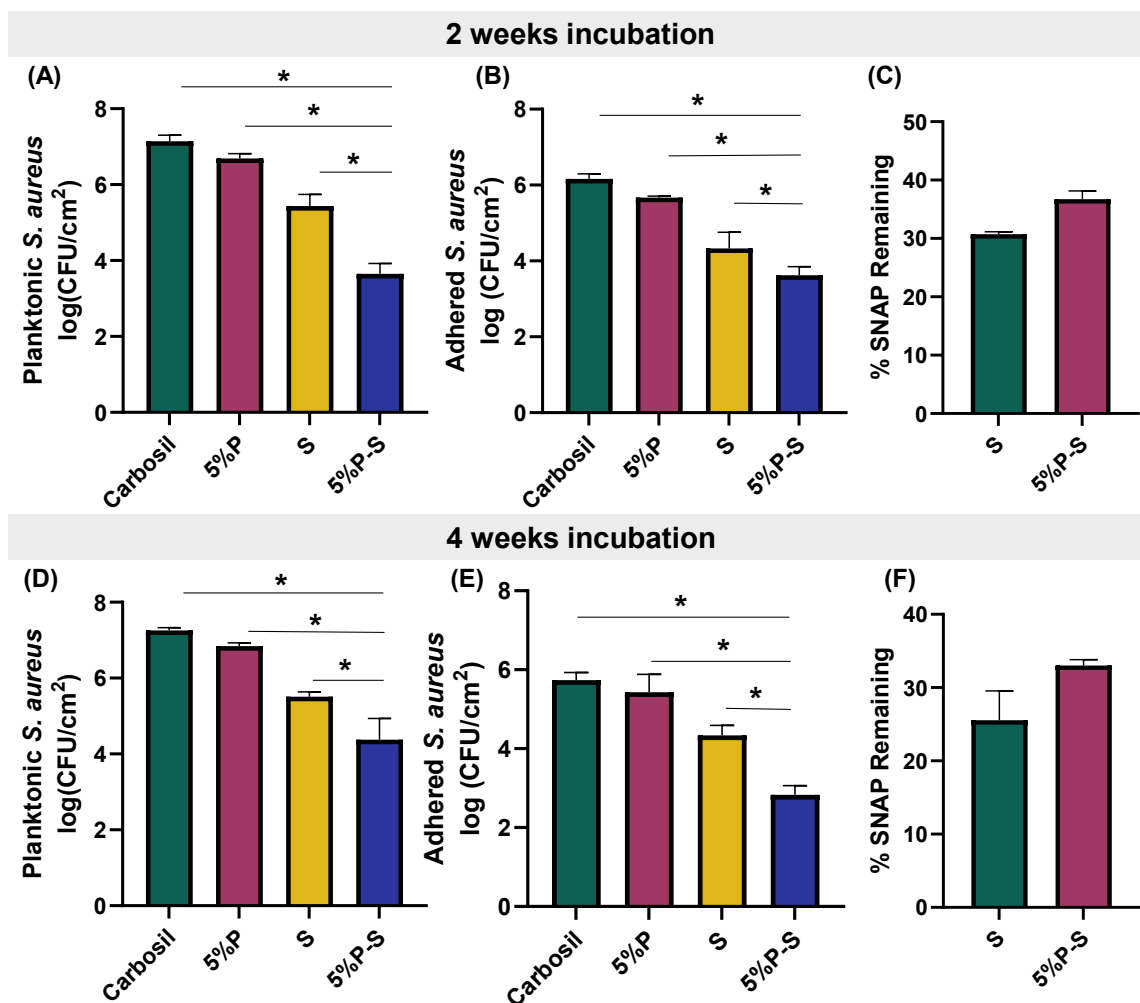 2 weeks incubation
(A)
Planktonic S. aureus
log(CFU/cm²)
8
6
4
2
0
*
*
*
Carbosil
5%P
S
5%P-S
(B)
Adhered S. aureus
log (CFU/cm²)
8
6
4
2
0
*
*
*
Carbosil
5%P
S
5%P-S
(C)
% SNAP Remaining
50
40
30
20
10
0
S
5%P-S
4 weeks incubation
(D)
Planktonic S. aureus
log(CFU/cm²)
8
6
4
2
0
*
*
*
Carbosil
5%P
S
5%P-S
(E)
Adhered S. aureus
log (CFU/cm²)
8
6
4
2
0
*
*
*
Carbosil
5%P
S
5%P-S
(F)
% SNAP Remaining
40
30
20
10
0
S
5%P-S